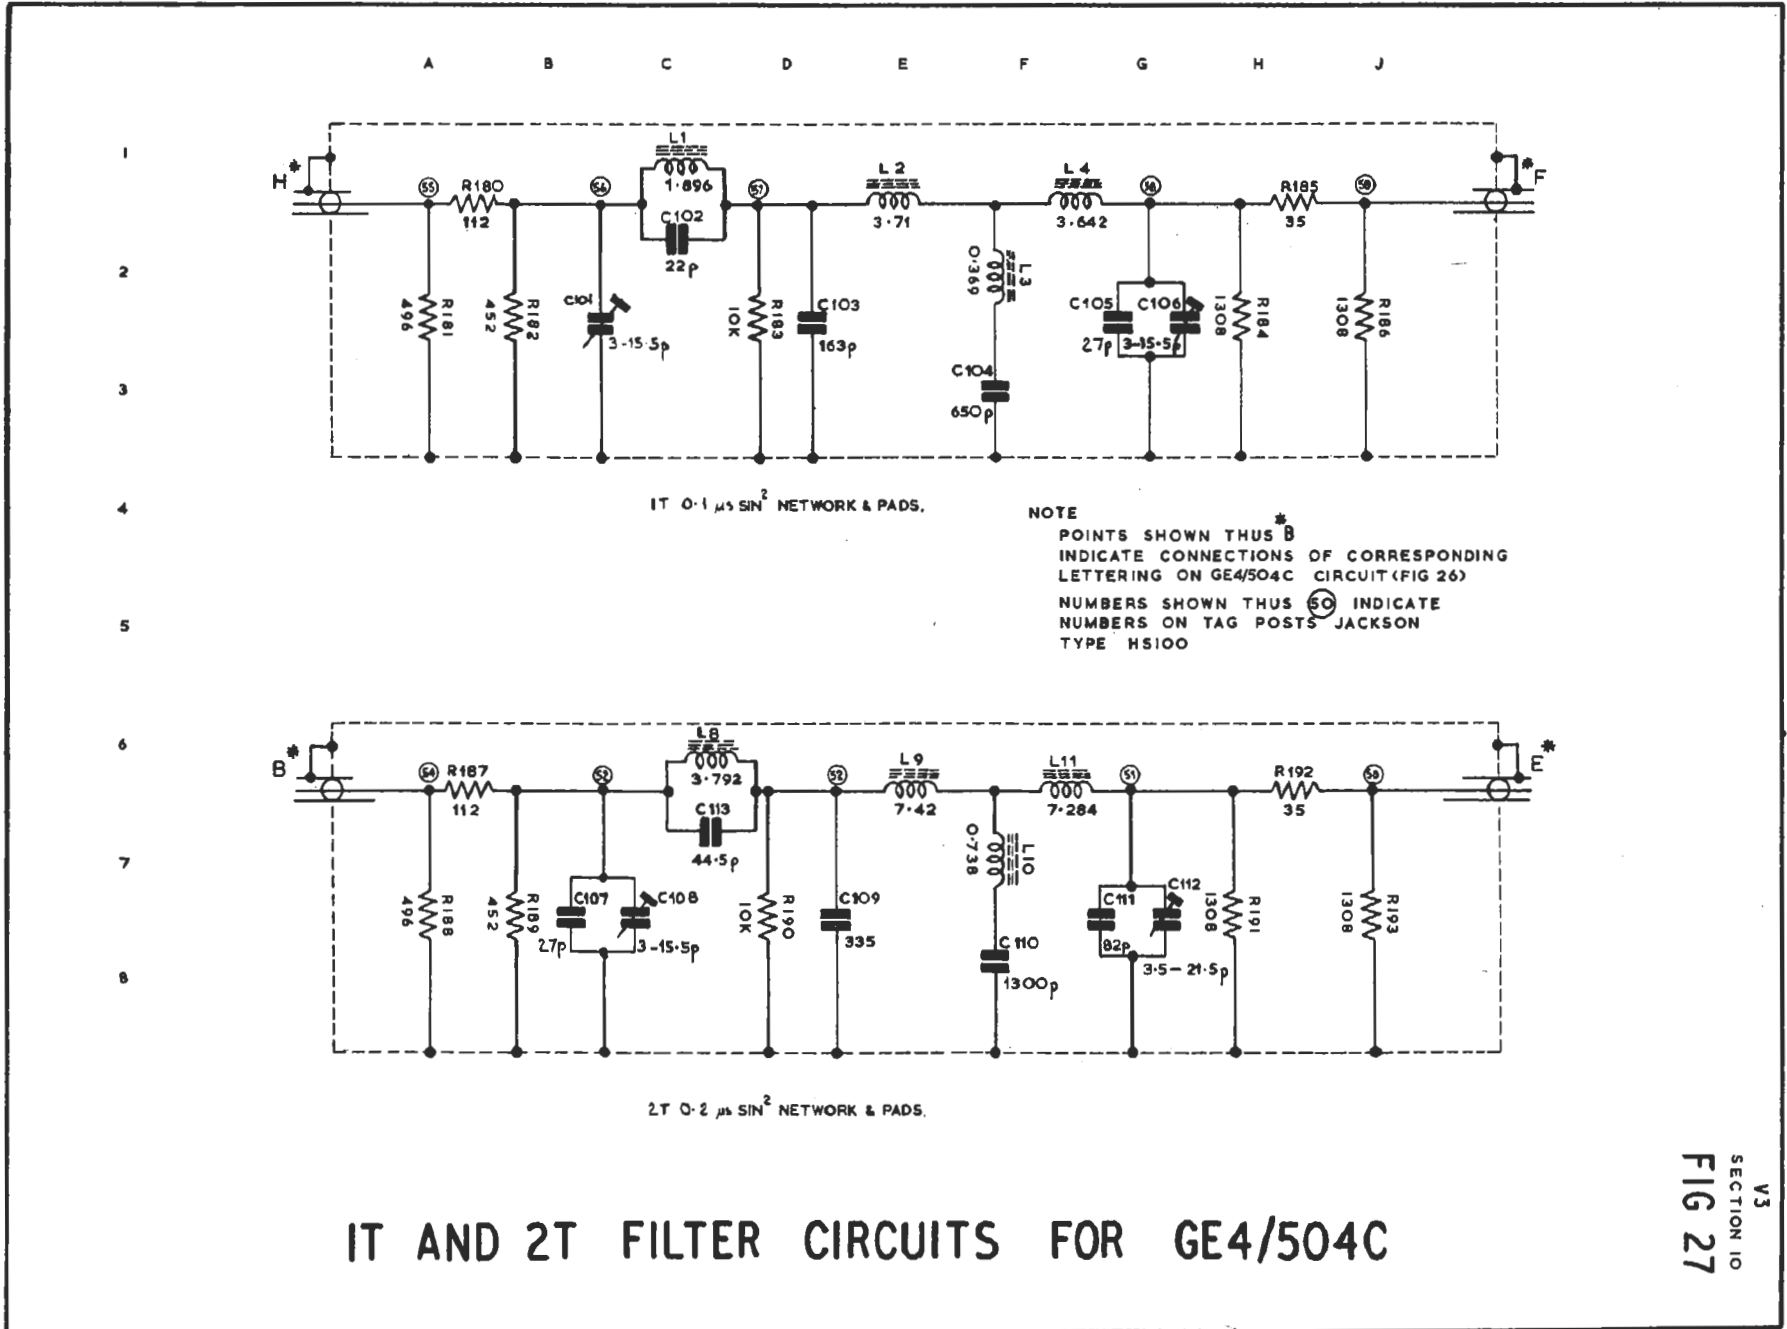 A B C D E F G H J
1
2
3
4
5
6
7
8
H *
55
R180
112
56
L1
1·896
C102
22p
57
L2
3·71
L4
3·642
58
R185
35
59
* F
R181
496
R182
452
C101
3-15·5p
R183
10K
C103
163p
L3
0·369
C104
650p
C105
27p
C106
3-15·5p
R184
1308
R186
1308
1T 0·1 µs SIN2 NETWORK & PADS.
NOTE
POINTS SHOWN THUS *B
INDICATE CONNECTIONS OF CORRESPONDING
LETTERING ON GE4/504C CIRCUIT (FIG 26)
NUMBERS SHOWN THUS 50 INDICATE
NUMBERS ON TAG POSTS JACKSON
TYPE HS100
B *
54
R187
112
L8
3·792
C113
44·5p
52
L9
7·42
L11
7·284
51
R192
35
E *
R188
496
R189
452
C107
27p
C108
3-15·5p
R190
10K
C109
335
L10
0·738
C110
1300p
C111
82p
C112
3·5-21·5p
R191
1308
R193
1308
2T 0·2 µs SIN2 NETWORK & PADS.
1T AND 2T FILTER CIRCUITS FOR GE4/504C
V3
SECTION 10
FIG 27